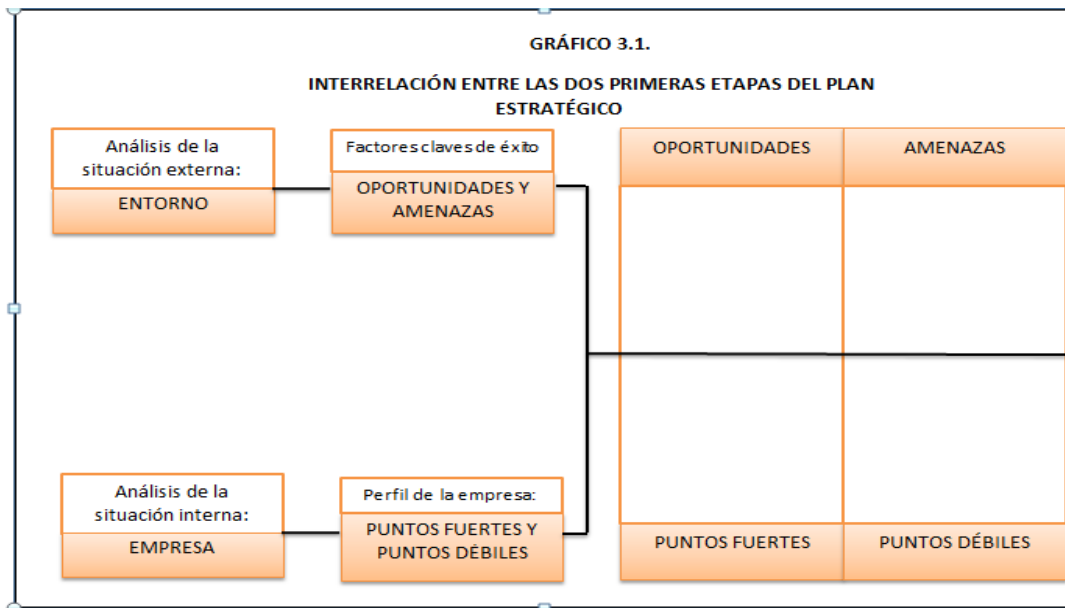 GRÁFICO 3.1.
INTERRELACIÓN ENTRE LAS DOS PRIMERAS ETAPAS DEL PLAN
ESTRATÉGICO
Análisis de la
situación externa:
ENTORNO
Factores claves de éxito
OPORTUNIDADES Y
AMENAZAS
OPORTUNIDADES
AMENAZAS
Análisis de la
situación interna:
EMPRESA
Perfil de la empresa:
PUNTOS FUERTES Y
PUNTOS DÉBILES
PUNTOS FUERTES
PUNTOS DÉBILES